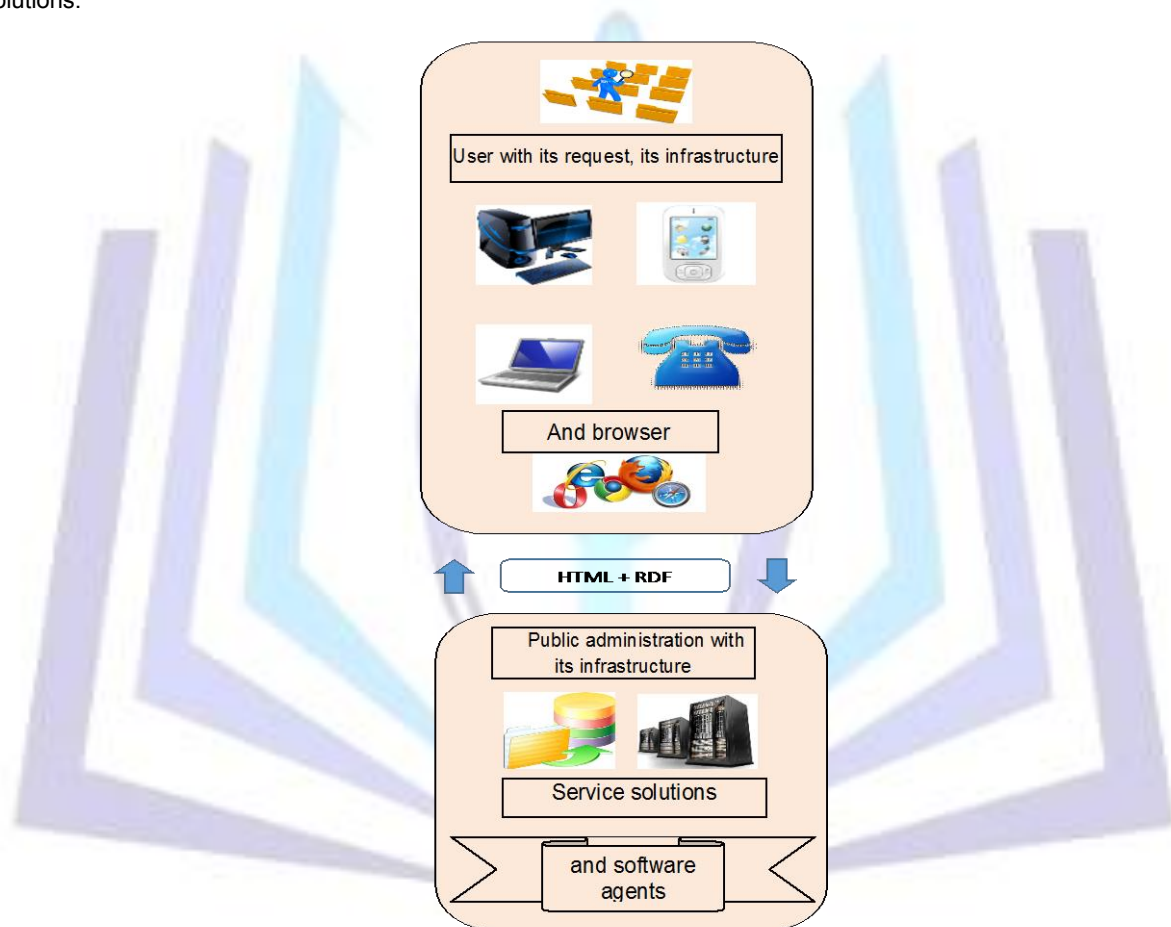 olutions.
User with its request, its infrastructure
And browser
HTML + RDF
Public administration with
its infrastructure
Service solutions
and software
agents